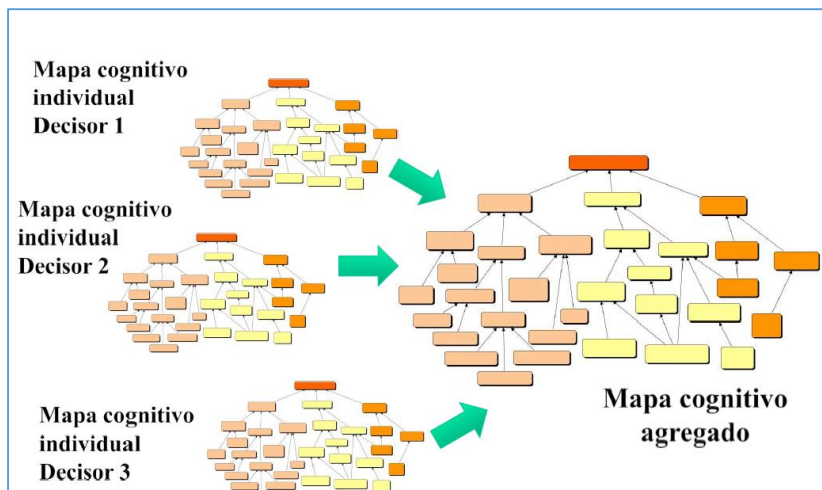 Mapa cognitivo
individual
Decisor 1
Mapa cognitivo
individual
Decisor 2
Mapa cognitivo
individual
Decisor 3
Mapa cognitivo
agregado